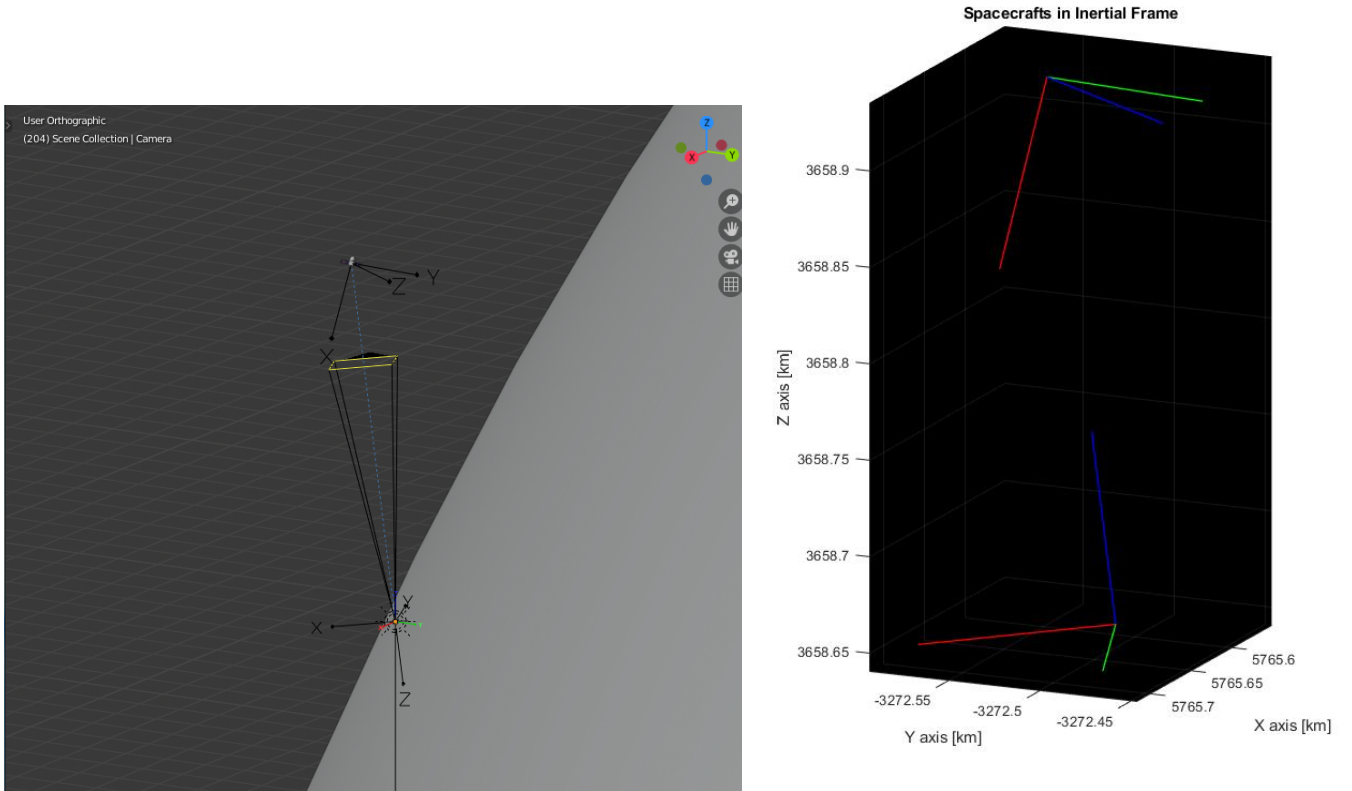 User Orthographic
(204) Scene Collection | Camera
Z
X
Y
Y
Z
X
Y
X
Z
Spacecrafts in Inertial Frame
3658.9
3658.85
3658.8
3658.75
3658.7
3658.65
Z axis [km]
-3272.55
-3272.5
-3272.45
Y axis [km]
5765.6
5765.65
5765.7
X axis [km]